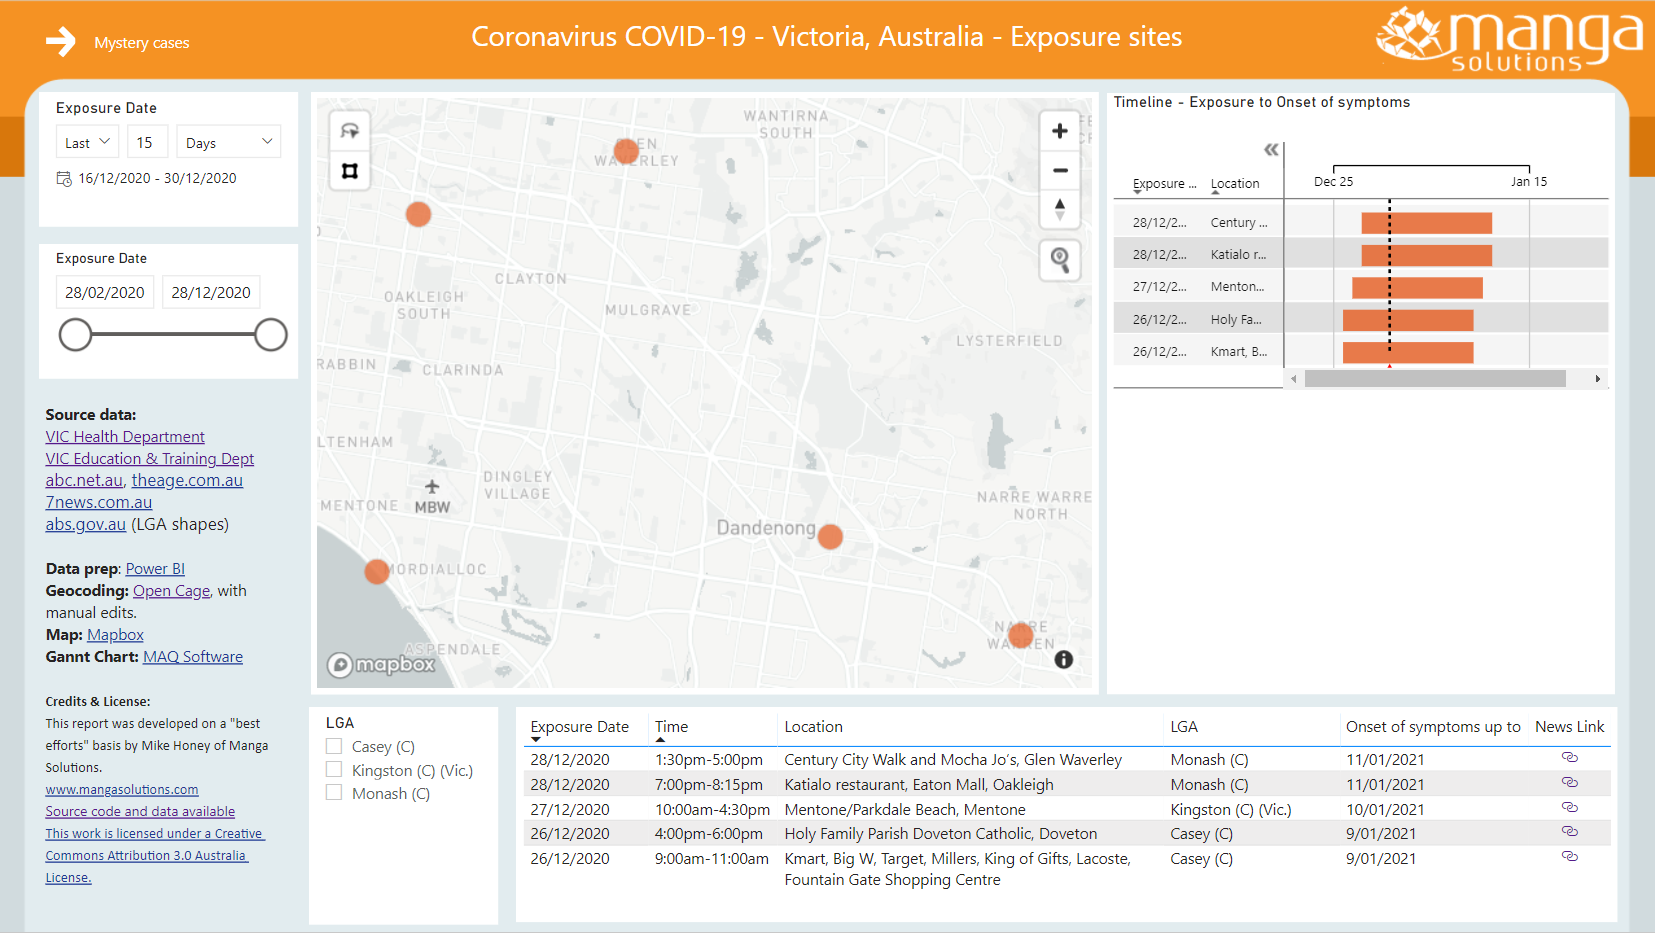 Mystery cases
Coronavirus COVID-19 - Victoria, Australia - Exposure sites
manga
solutions
Exposure Date
Last
15
Days
16/12/2020 - 30/12/2020
Exposure Date
28/02/2020
28/12/2020
Source data:
VIC Health Department
VIC Education & Training Dept
abc.net.au, theage.com.au
7news.com.au
abs.gov.au (LGA shapes)
Data prep: Power BI
Geocoding: Open Cage, with
manual edits.
Map: Mapbox
Gannt Chart: MAQ Software
Credits & License:
This report was developed on a "best
efforts" basis by Mike Honey of Manga
Solutions.
www.mangasolutions.com
Source code and data available
This work is licensed under a Creative
Commons Attribution 3.0 Australia
License.
WANTIRNA
SOUTH
GLEN
WAVERLEY
CLAYTON
OAKLEIGH
SOUTH
MULGRAVE
LYSTERFIELD
RABBIN
CLARINDA
LTENHAM
DINGLEY
VILLAGE
MENTONE
MBW
NARRE WARRE
NORTH
Dandenong
MORDIALLOC
NARRE
WARREN
ASPENDALE
mapbox
Timeline - Exposure to Onset of symptoms
Dec 25
Jan 15
Exposure ...
Location
28/12/2... Century ...
28/12/2... Katialo r...
27/12/2... Menton...
26/12/2... Holy Fa...
26/12/2... Kmart, B...
LGA
Casey (C)
Kingston (C) (Vic.)
Monash (C)
Exposure Date Time Location LGA Onset of symptoms up to News Link
28/12/2020 1:30pm-5:00pm Century City Walk and Mocha Jo’s, Glen Waverley Monash (C) 11/01/2021
28/12/2020 7:00pm-8:15pm Katialo restaurant, Eaton Mall, Oakleigh Monash (C) 11/01/2021
27/12/2020 10:00am-4:30pm Mentone/Parkdale Beach, Mentone Kingston (C) (Vic.) 10/01/2021
26/12/2020 4:00pm-6:00pm Holy Family Parish Doveton Catholic, Doveton Casey (C) 9/01/2021
26/12/2020 9:00am-11:00am Kmart, Big W, Target, Millers, King of Gifts, Lacoste, Casey (C) 9/01/2021
Fountain Gate Shopping Centre